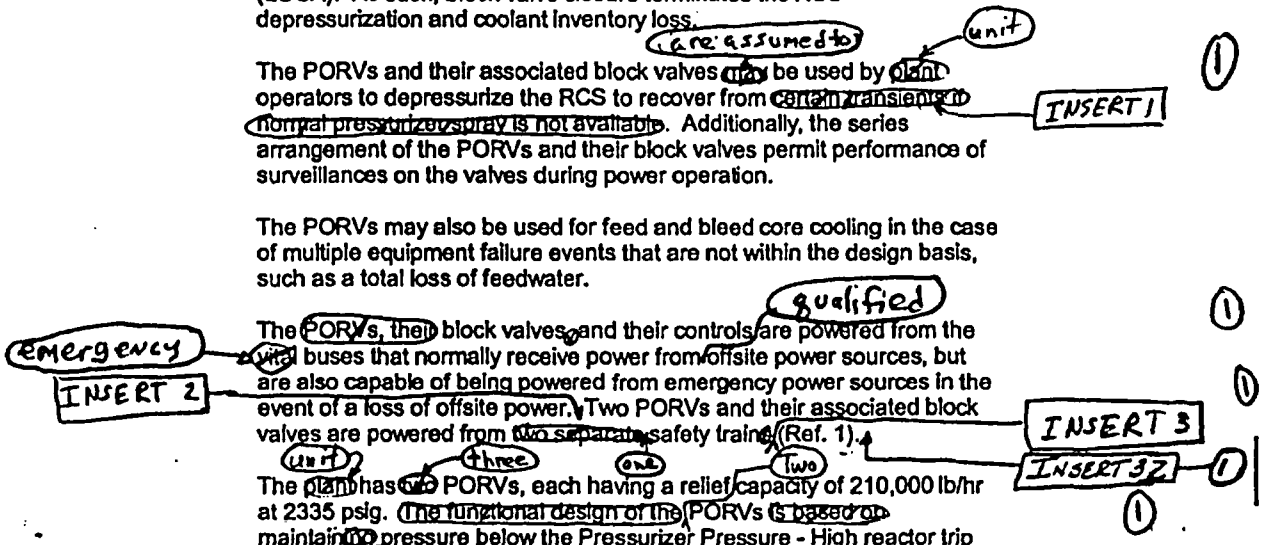 depressurization and coolant inventory loss.
are assumed to
unit
The PORVs and their associated block valves may be used by plant
1
operators to depressurize the RCS to recover from certain transients if
INSERT 1
normal pressurizer spray is not available. Additionally, the series
arrangement of the PORVs and their block valves permit performance of
surveillances on the valves during power operation.
The PORVs may also be used for feed and bleed core cooling in the case
of multiple equipment failure events that are not within the design basis,
such as a total loss of feedwater.
qualified
1
The PORVs, their block valves, and their controls are powered from the
emergency
vital buses that normally receive power from offsite power sources, but
are also capable of being powered from emergency power sources in the
1
INSERT 2
event of a loss of offsite power. Two PORVs and their associated block
INSERT 3
valves are powered from two separate safety trains (Ref. 1).
unit
three
one
Two
INSERT 32
1
The plant has two PORVs, each having a relief capacity of 210,000 lb/hr
at 2335 psig. The functional design of the PORVs is based on
1
pressure below the Pressurizer Pressure - High reactor trip